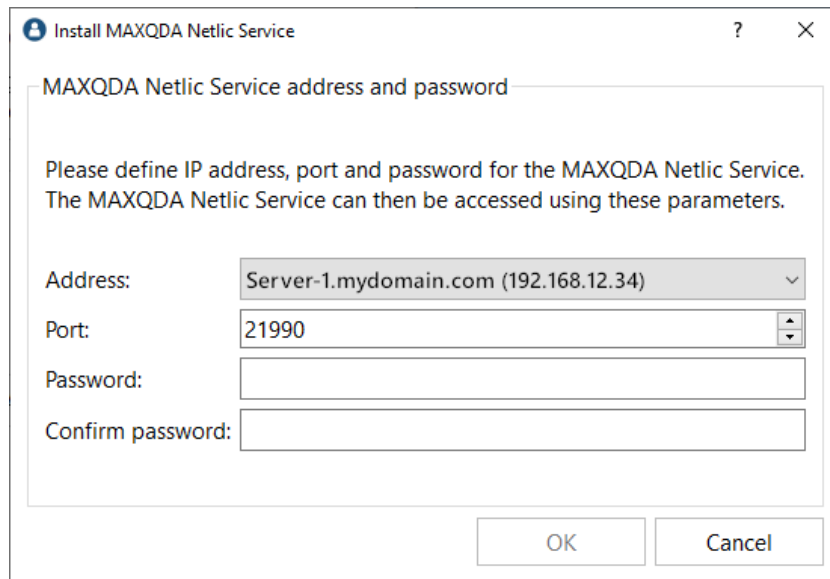 Install MAXQDA Netlic Service ?
MAXQDA Netlic Service address and password
Please define IP address, port and password for the MAXQDA Netlic Service.
The MAXQDA Netlic Service can then be accessed using these parameters.
Address: Server-1.mydomain.com (192.168.12.34)
Port: 21990
Password:
Confirm password:
OK Cancel